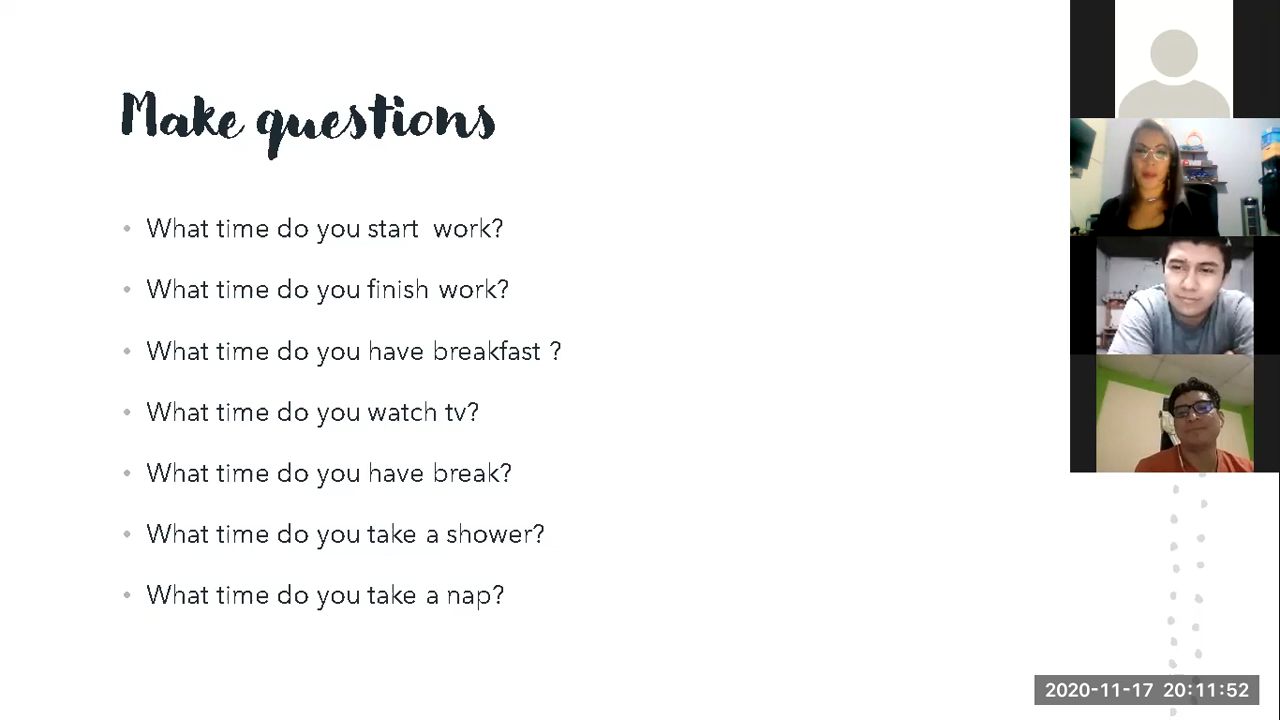 Make questions
• What time do you start work?
• What time do you finish work?
• What time do you have breakfast ?
• What time do you watch tv?
• What time do you have break?
• What time do you take a shower?
• What time do you take a nap?
2020-11-17 20:11:52